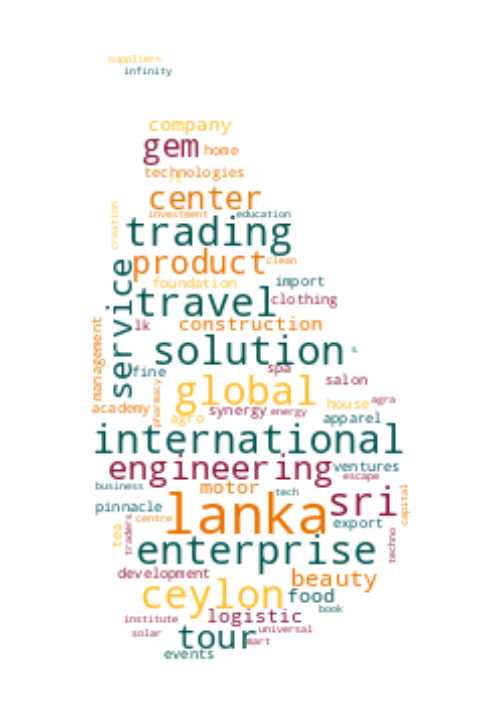 suppliers
infinity
company
gem home
technologies
center
investment education
creation
trading
product clean
foundation import
service
travel clothing
lk construction
management
solution s
fine spa
global salon
pharmacy
academy synergy energy house agra
agro apparel
international
engineering ventures
escape
business motor tech
lanka sri
capital
pinnacle centre export
tea traders techno
enterprise
development beauty
ceylon food
book
institute logistic
solar tour universal
mart
events